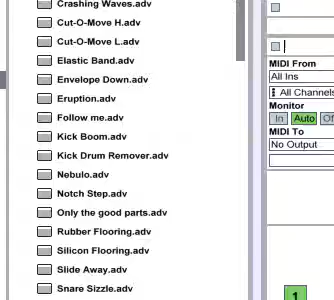 Crashing Waves.adv
Cut-O-Move H.adv
Cut-O-Move L.adv
Elastic Band.adv
Envelope Down.adv
Eruption.adv
Follow me.adv
Kick Boom.adv
Kick Drum Remover.adv
Nebulo.adv
Notch Step.adv
Only the good parts.adv
Rubber Flooring.adv
Silicon Flooring.adv
Slide Away.adv
Snare Sizzle.adv
MIDI From
All Ins
All Channels
Monitor
In Auto Of
MIDI To
No Output
1